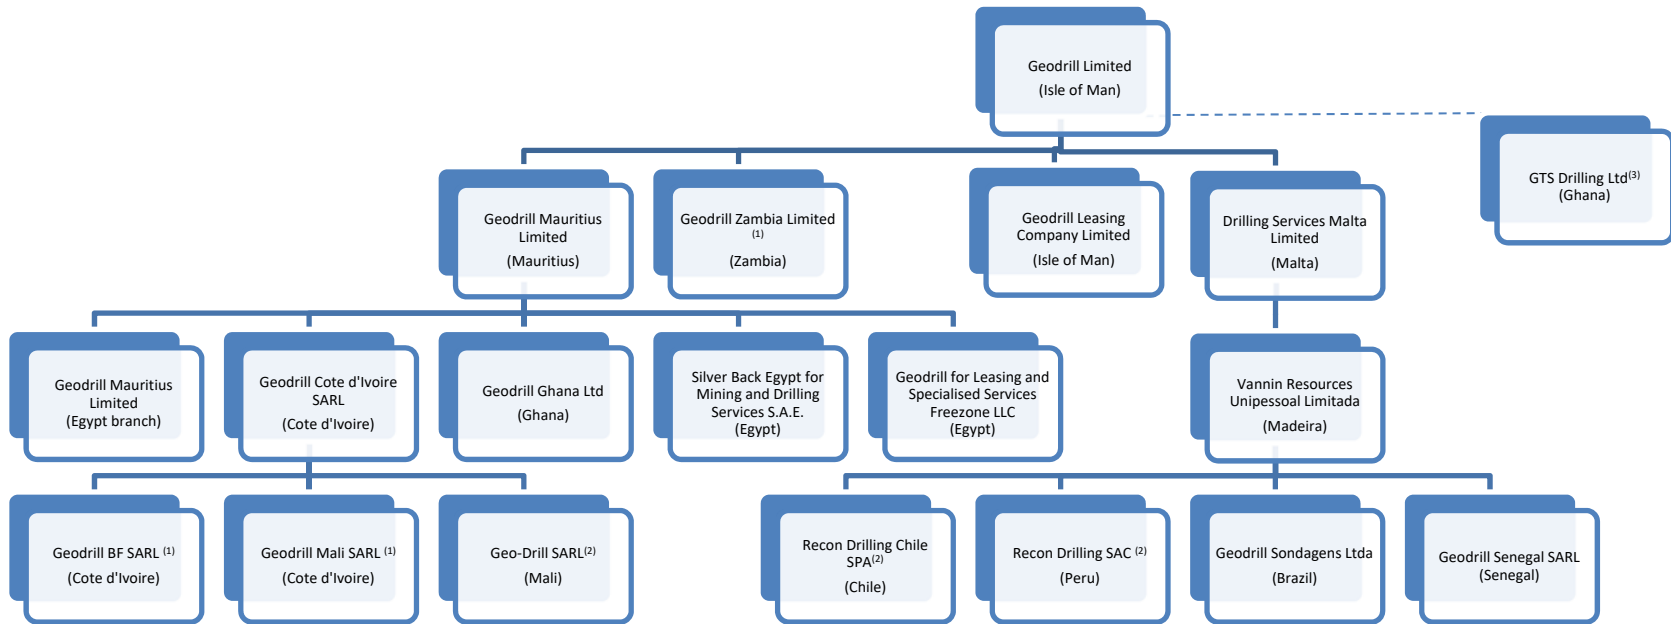 Geodrill Limited
(Isle of Man)
GTS Drilling Ltd(3)
(Ghana)
Geodrill Mauritius
Limited
(Mauritius)
Geodrill Zambia Limited
(1)
(Zambia)
Geodrill Leasing
Company Limited
(Isle of Man)
Drilling Services Malta
Limited
(Malta)
Geodrill Mauritius
Limited
(Egypt branch)
Geodrill Cote d'Ivoire
SARL
(Cote d'Ivoire)
Geodrill Ghana Ltd
(Ghana)
Silver Back Egypt for
Mining and Drilling
Services S.A.E.
(Egypt)
Geodrill for Leasing and
Specialised Services
Freezone LLC
(Egypt)
Vannin Resources
Unipessoal Limitada
(Madeira)
Geodrill BF SARL (1)
(Cote d'Ivoire)
Geodrill Mali SARL (1)
(Cote d'Ivoire)
Geo-Drill SARL(2)
(Mali)
Recon Drilling Chile
SPA(2)
(Chile)
Recon Drilling SAC (2)
(Peru)
Geodrill Sondagens Ltda
(Brazil)
Geodrill Senegal SARL
(Senegal)